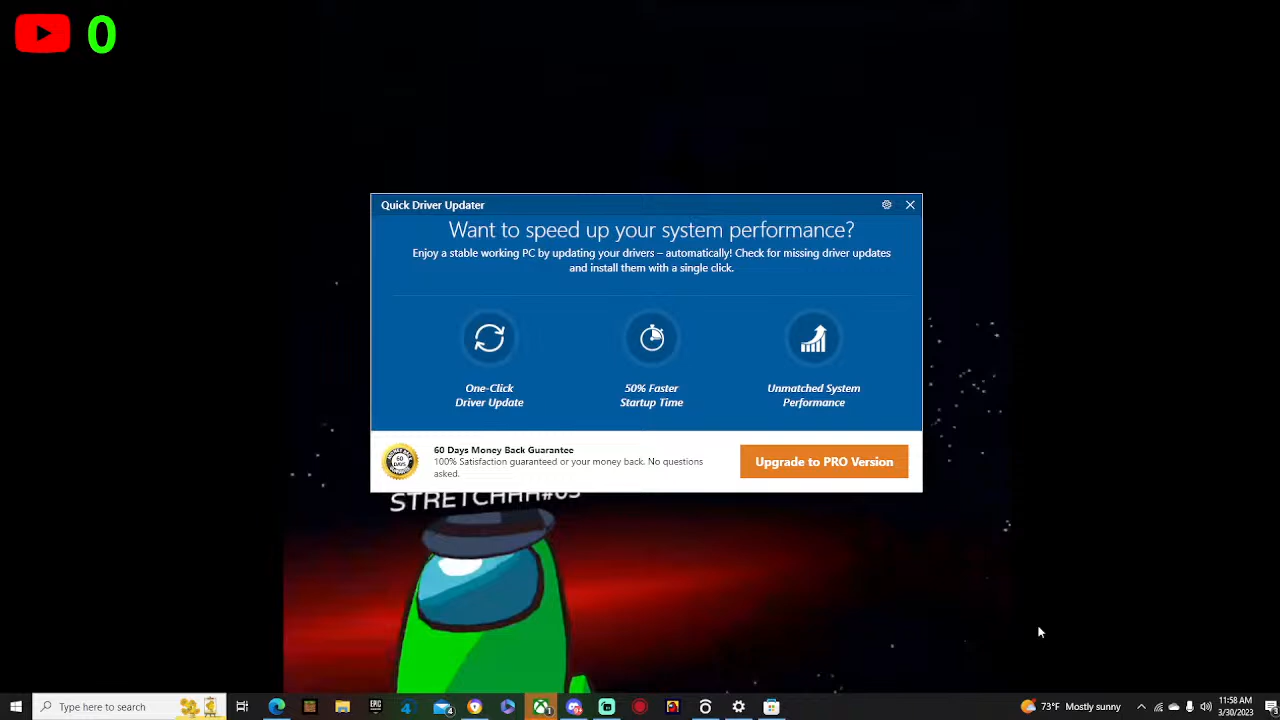 0
Quick Driver Updater
Want to speed up your system performance?
Enjoy a stable working PC by updating your drivers – automatically! Check for missing driver updates
and install them with a single click.
One-Click
Driver Update
50% Faster
Startup Time
Unmatched System
Performance
60 Days Money Back Guarantee
100% Satisfaction guaranteed or your money back. No questions
asked.
Upgrade to PRO Version
Type here to search
73°F Mostly sunny
11:58 AM
3/30/2023